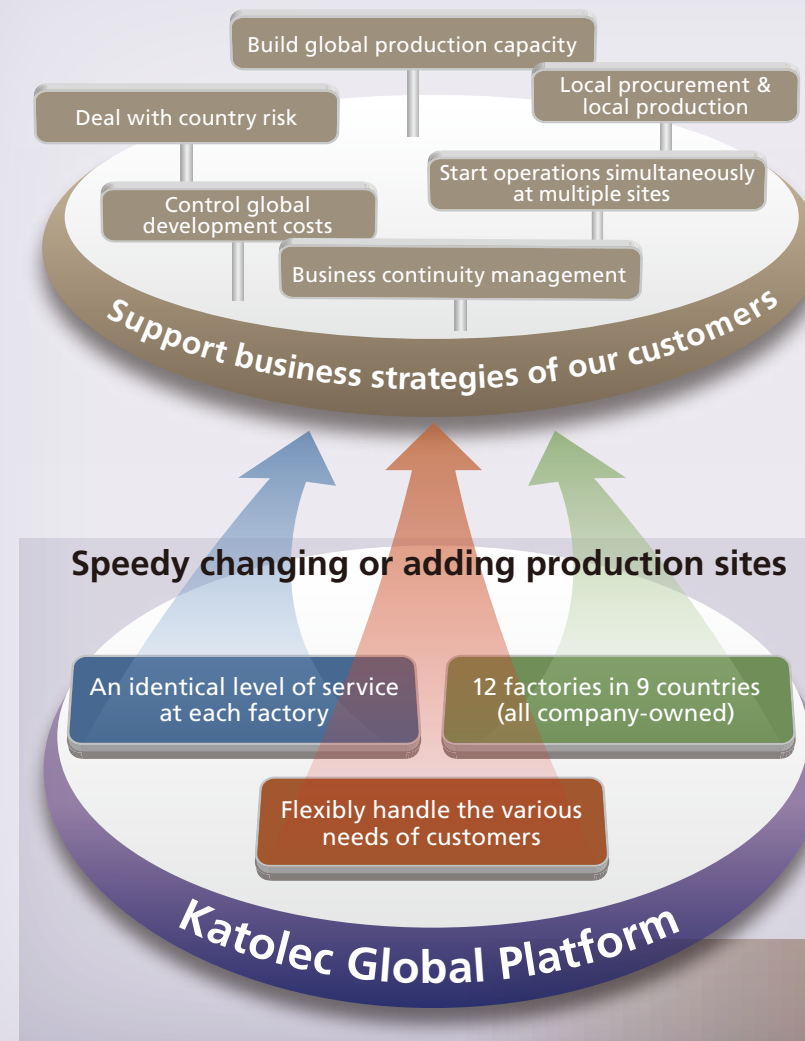 Build global production capacity
Local procurement &
local production
Deal with country risk
Start operations simultaneously
at multiple sites
Control global
development costs
Business continuity management
Support business strategies of our customers
Speedy changing or adding production sites
An identical level of service
at each factory
12 factories in 9 countries
(all company-owned)
Flexibly handle the various
needs of customers
Katolec Global Platform